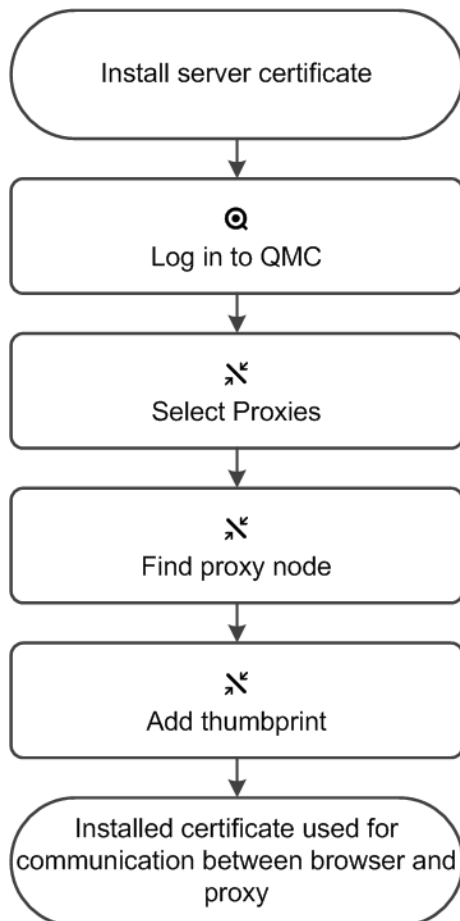 Install server certificate
Log in to QMC
Select Proxies
Find proxy node
Add thumbprint
Installed certificate used for
communication between browser and
proxy